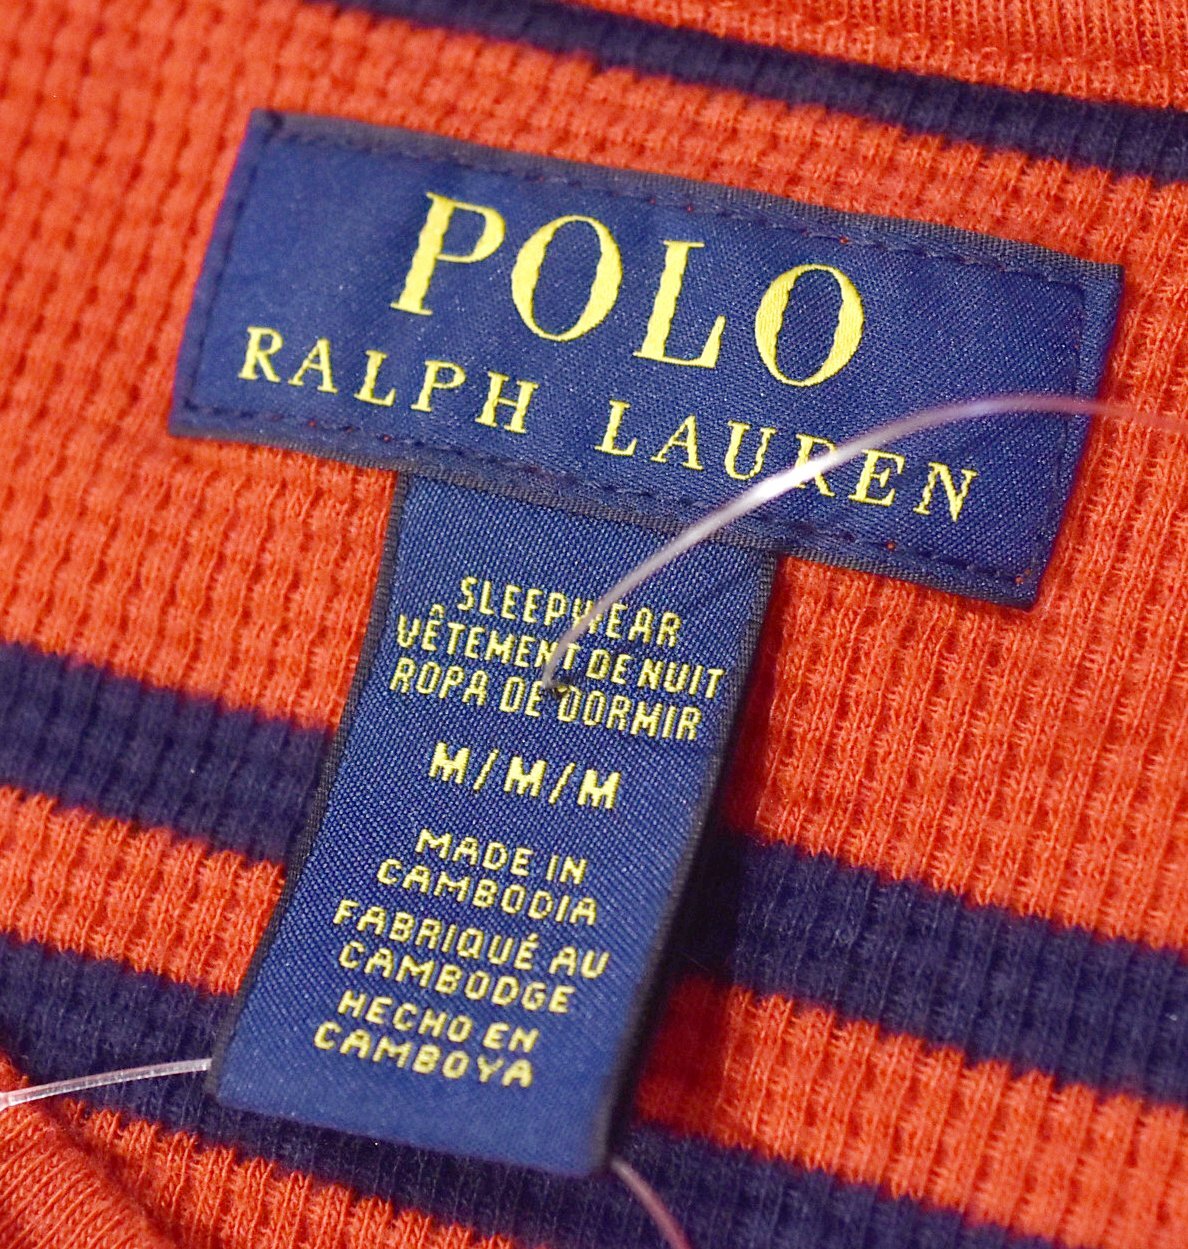 POLO
RALPH LAUREN
SLEEPWEAR
VÊTEMENT DE NUIT
ROPA DE DORMIR
M/M/M
MADE IN
CAMBODIA
FABRIQUÉ AU
CAMBODGE
HECHO EN
CAMBOYA